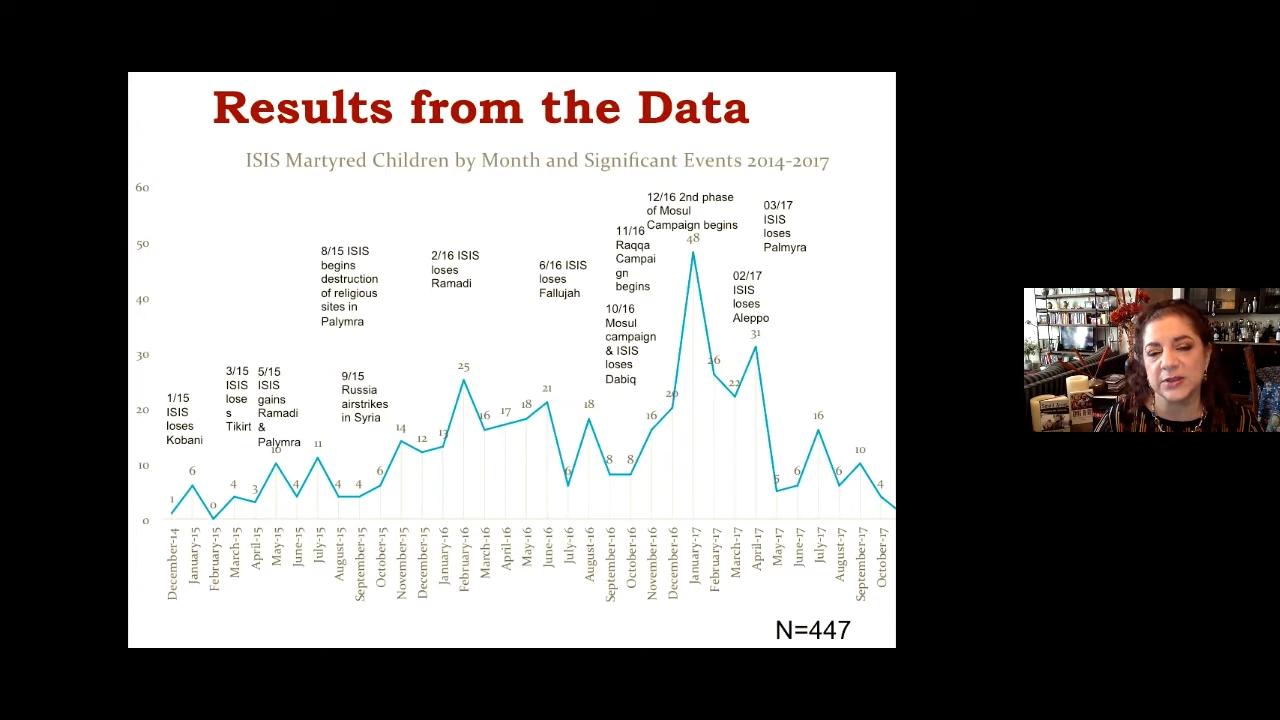 Results from the Data
ISIS Martyred Children by Month and Significant Events 2014-2017
60
50
40
30
20
10
0
1/15
ISIS
loses
Kobani
3/15
ISIS
lose
s
Tikirt
5/15
ISIS
gains
Ramadi
&
Palymra
8/15 ISIS
begins
destruction
of religious
sites in
Palymra
9/15
Russia
airstrikes
in Syria
2/16 ISIS
loses
Ramadi
6/16 ISIS
loses
Fallujah
10/16
Mosul
campaign
& ISIS
loses
Dabiq
11/16
Raqqa
Campai
gn
begins
12/16 2nd phase
of Mosul
Campaign begins
02/17
ISIS
loses
Aleppo
03/17
ISIS
loses
Palmyra
1
6
0
4
3
10
4
11
4
4
6
14
12
13
25
16
17
18
21
6
18
8
8
16
20
48
26
22
31
5
6
16
6
10
4
December-14
January-15
February-15
March-15
April-15
May-15
June-15
July-15
August-15
September-15
October-15
November-15
December-15
January-16
February-16
March-16
April-16
May-16
June-16
July-16
August-16
September-16
October-16
November-16
December-16
January-17
February-17
March-17
April-17
May-17
June-17
July-17
August-17
September-17
October-17
N=447